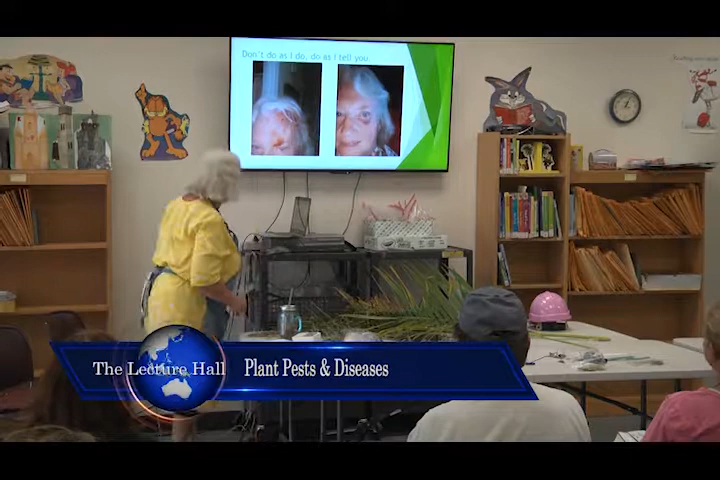 Don't do as I do, do as I tell you
The Lecture Hall
Plant Pests & Diseases